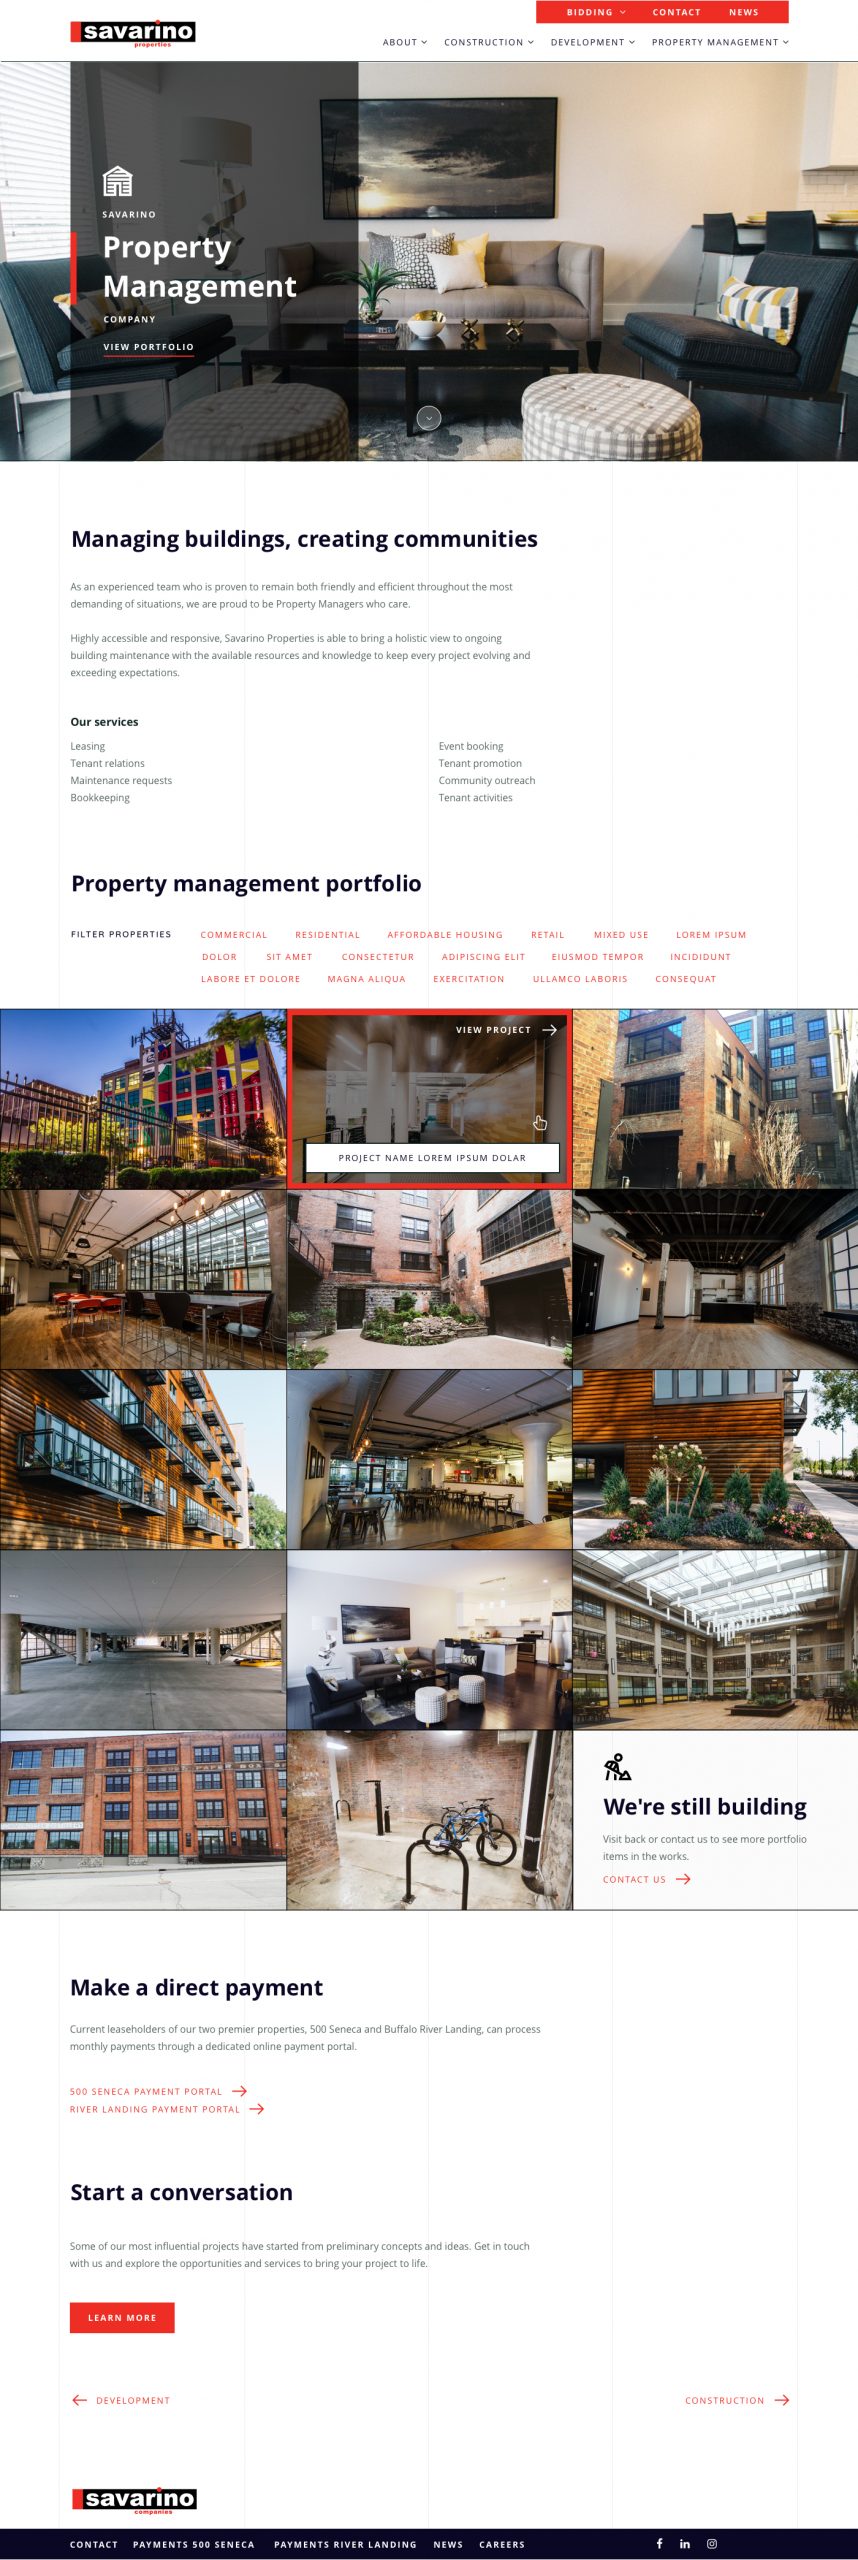 BIDDING CONTACT NEWS
savarino
properties
ABOUT CONSTRUCTION DEVELOPMENT PROPERTY MANAGEMENT
SAVARINO
Property
Management
COMPANY
VIEW PORTFOLIO
Managing buildings, creating communities
As an experienced team who is proven to remain both friendly and efficient throughout the most
demanding of situations, we are proud to be Property Managers who care.
Highly accessible and responsive, Savarino Properties is able to bring a holistic view to ongoing
building maintenance with the available resources and knowledge to keep every project evolving and
exceeding expectations.
Our services
Leasing
Tenant relations
Maintenance requests
Bookkeeping
Event booking
Tenant promotion
Community outreach
Tenant activities
Property management portfolio
FILTER PROPERTIES COMMERCIAL RESIDENTIAL AFFORDABLE HOUSING RETAIL MIXED USE LOREM IPSUM
DOLOR SIT AMET CONSECTETUR ADIPISCING ELIT EIUSMOD TEMPOR INCIDIDUNT
LABORE ET DOLORE MAGNA ALIQUA EXERCITATION ULLAMCO LABORIS CONSEQUAT
VIEW PROJECT
PROJECT NAME LOREM IPSUM DOLAR
We're still building
Visit back or contact us to see more portfolio
items in the works.
CONTACT US
Make a direct payment
Current leaseholders of our two premier properties, 500 Seneca and Buffalo River Landing, can process
monthly payments through a dedicated online payment portal.
500 SENECA PAYMENT PORTAL
RIVER LANDING PAYMENT PORTAL
Start a conversation
Some of our most influential projects have started from preliminary concepts and ideas. Get in touch
with us and explore the opportunities and services to bring your project to life.
LEARN MORE
DEVELOPMENT CONSTRUCTION
savarino
companies
CONTACT PAYMENTS 500 SENECA PAYMENTS RIVER LANDING NEWS CAREERS